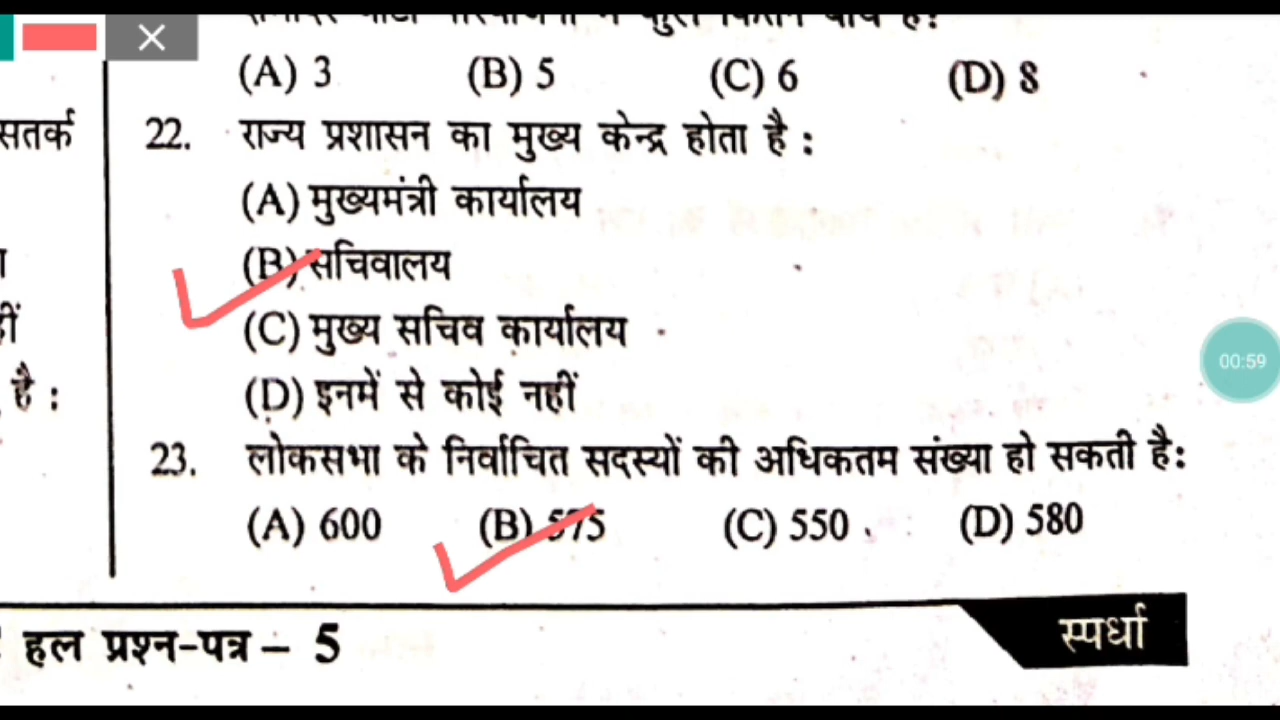 (A) 3 (B) 5 (C) 6 (D) 8
सतर्क
22. राज्य प्रशासन का मुख्य केन्द्र होता है :
(A) मुख्यमंत्री कार्यालय
(B) सचिवालय
(C) मुख्य सचिव कार्यालय
(D) इनमें से कोई नहीं
है :
23. लोकसभा के निर्वाचित सदस्यों की अधिकतम संख्या हो सकती है:
(A) 600 (B) 575 (C) 550 (D) 580
हल प्रश्न-पत्र – 5
स्पर्धा
00:59